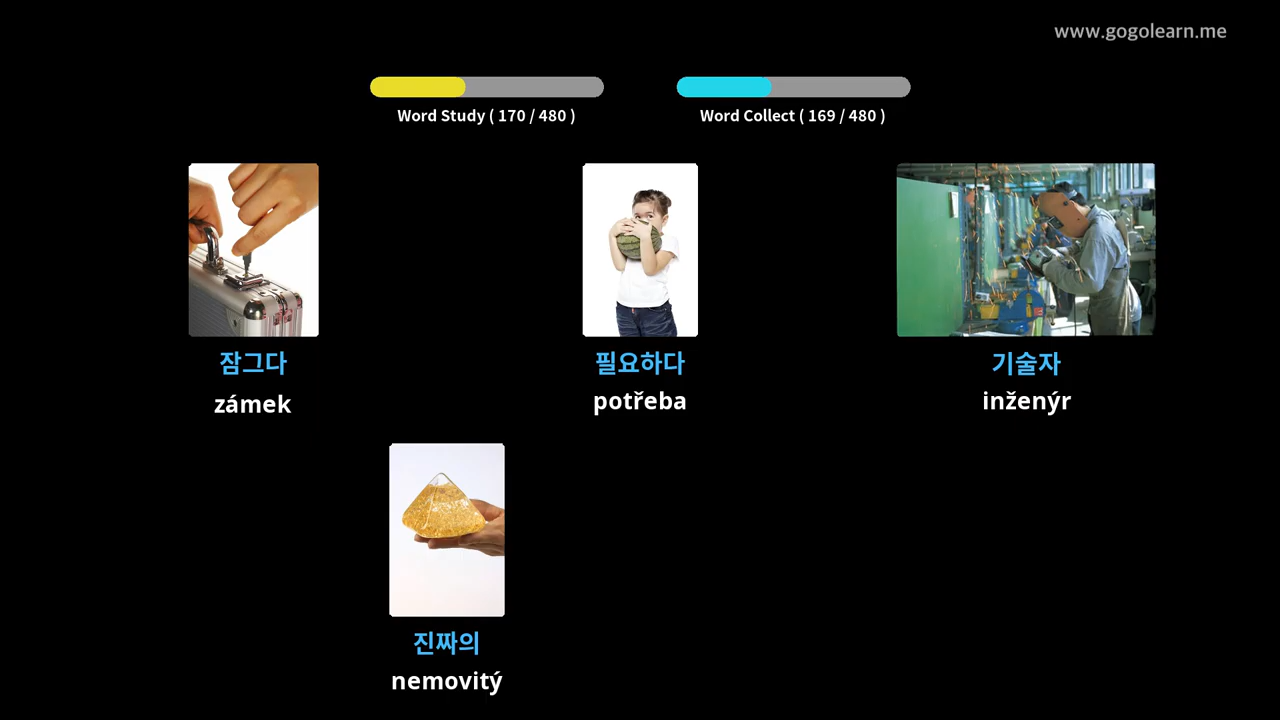 www.gogolearn.me
Word Study ( 170 / 480 )
Word Collect ( 169 / 480 )
잠그다
zámek
필요하다
potřeba
기술자
inženýr
진짜의
nemovitý